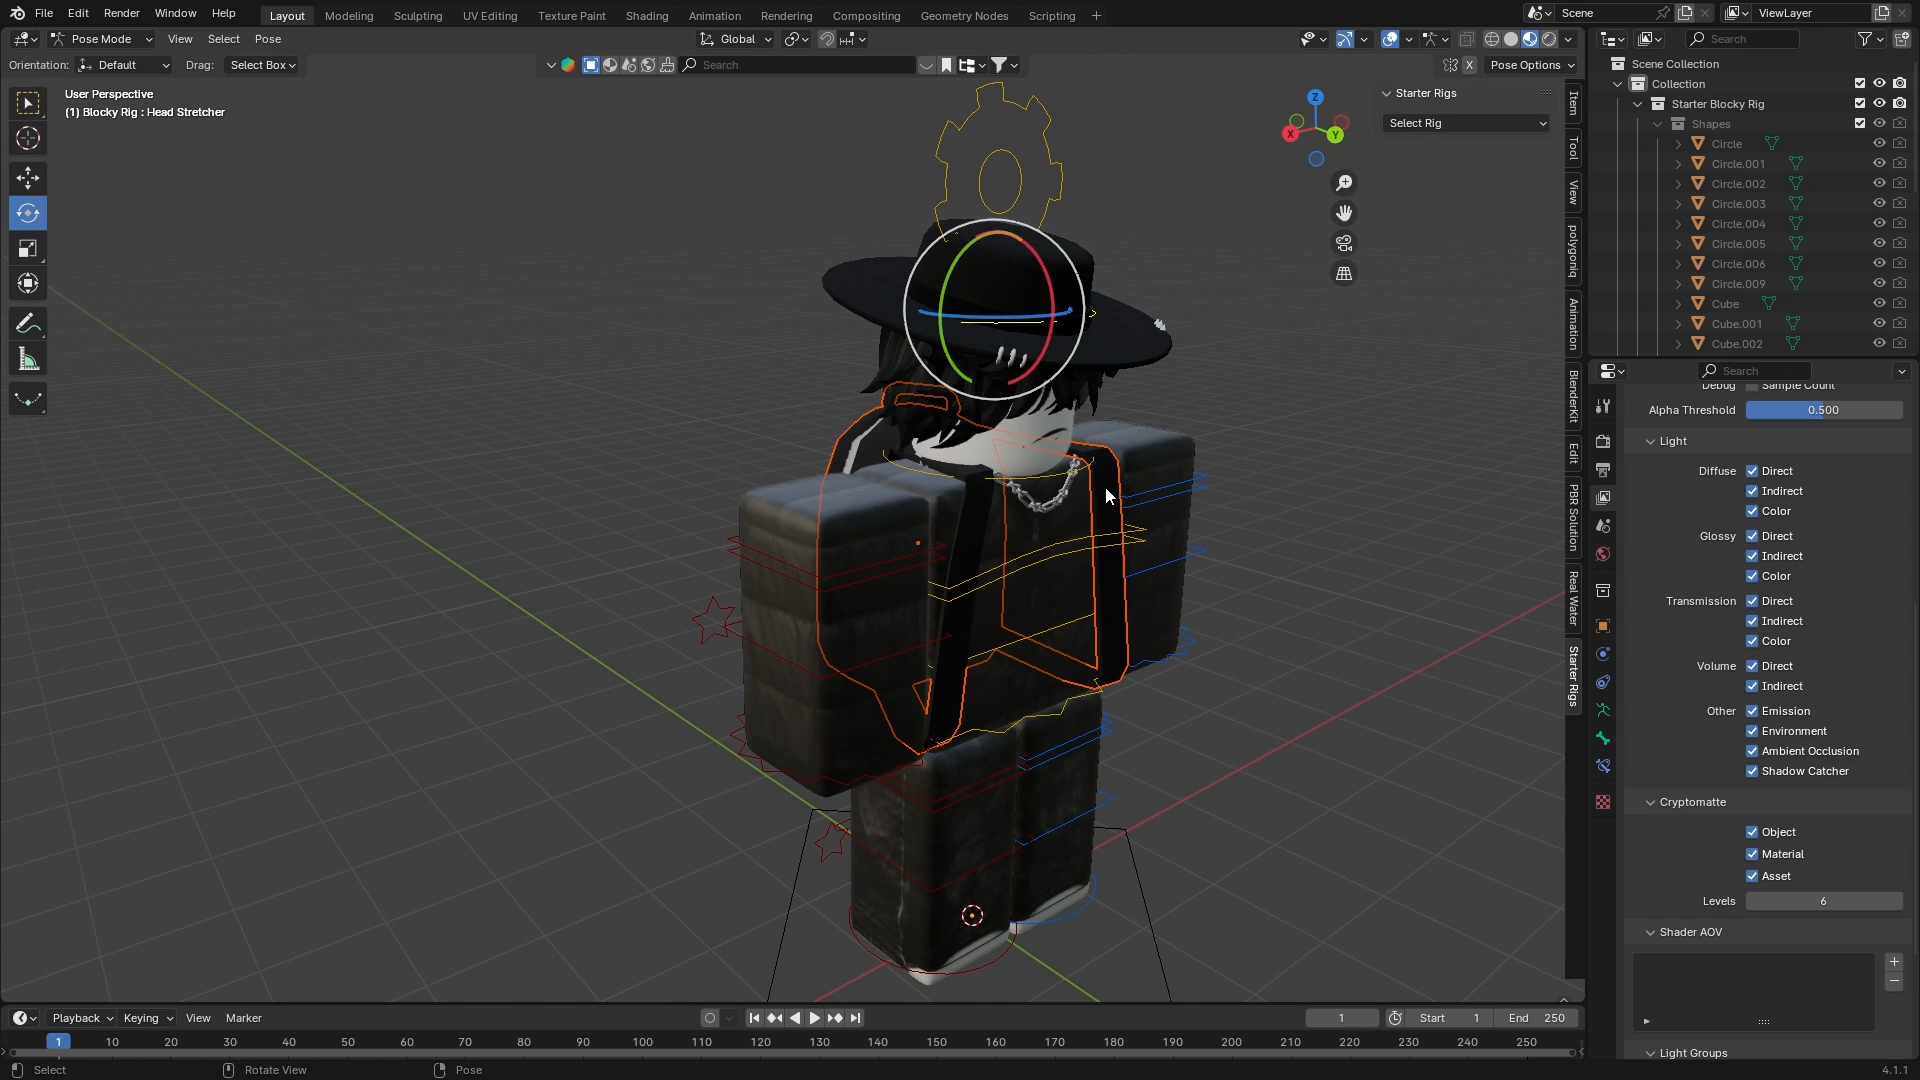 File Edit Render Window Help Layout Modeling Sculpting UV Editing Texture Paint Shading Animation Rendering Compositing Geometry Nodes Scripting + Scene ViewLayer
Pose Mode View Select Pose Global Search
Orientation: Default Drag: Select Box Search X Pose Options
User Perspective
(1) Blocky Rig : Head Stretcher
Z
X
Y
Starter Rigs
Select Rig
Item
Tool
View
polygoniq
Animation
BlenderKit
Edit
PBR Solution
Real Water
Starter Rigs
Scene Collection
Collection
Starter Blocky Rig
Shapes
Circle
Circle.001
Circle.002
Circle.003
Circle.004
Circle.005
Circle.006
Circle.009
Cube
Cube.001
Cube.002
Search
Debug Sample Count
Alpha Threshold 0.500
Light
Diffuse Direct
Indirect
Color
Glossy Direct
Indirect
Color
Transmission Direct
Indirect
Color
Volume Direct
Indirect
Other Emission
Environment
Ambient Occlusion
Shadow Catcher
Cryptomatte
Object
Material
Asset
Levels 6
Shader AOV
Light Groups
Playback Keying View Marker 1 Start 1 End 250
1 10 20 30 40 50 60 70 80 90 100 110 120 130 140 150 160 170 180 190 200 210 220 230 240 250
Select Rotate View Pose 4.1.1